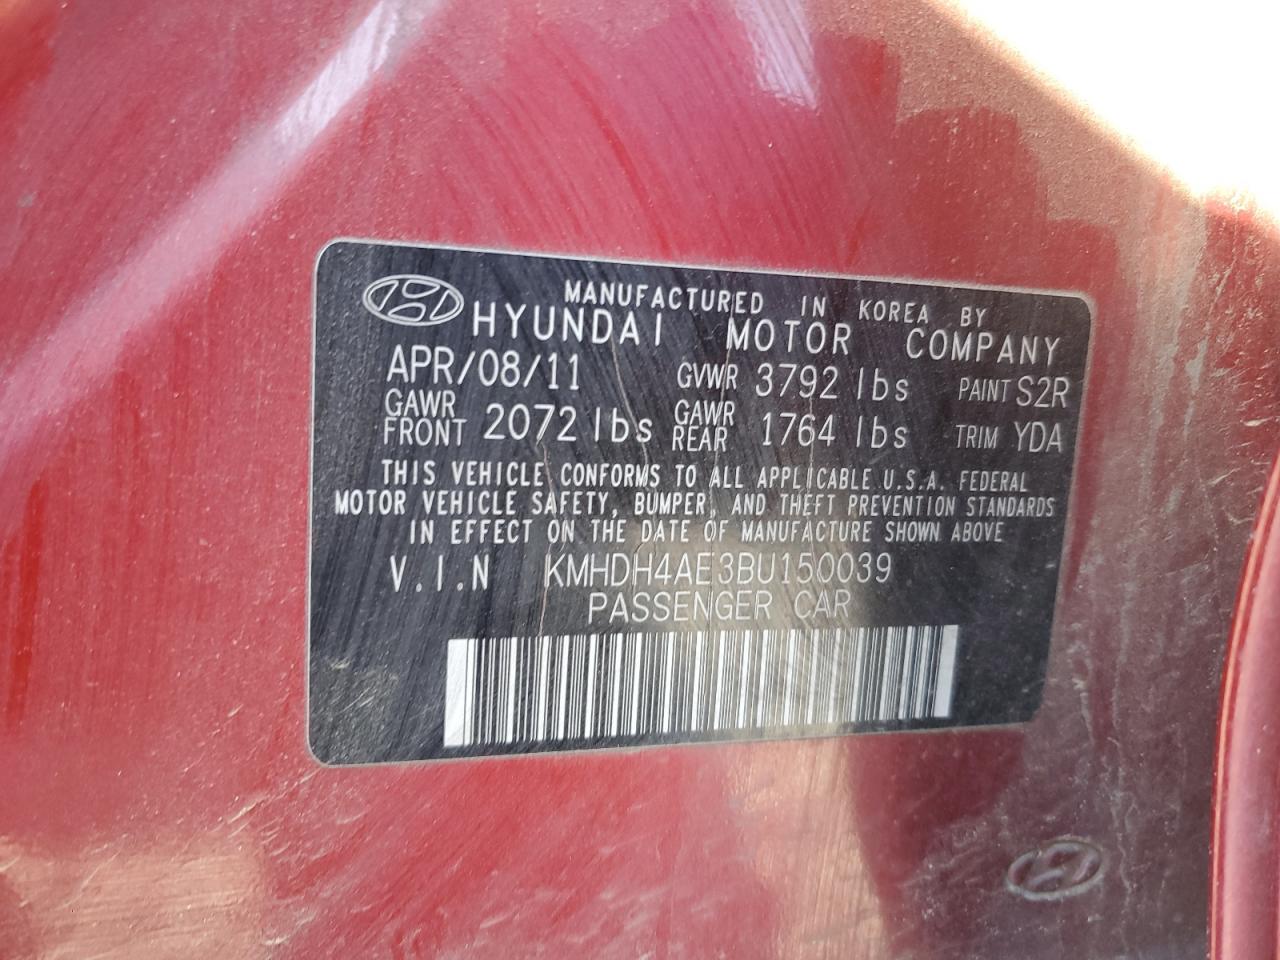 MANUFACTURED IN KOREA BY
HYUNDAI MOTOR COMPANY
APR/08/11 GVWR 3792 lbs PAINT S2R
GAWR FRONT 2072 lbs GAWR REAR 1764 lbs TRIM YDA
THIS VEHICLE CONFORMS TO ALL APPLICABLE U.S.A. FEDERAL
MOTOR VEHICLE SAFETY, BUMPER, AND THEFT PREVENTION STANDARDS
IN EFFECT ON THE DATE OF MANUFACTURE SHOWN ABOVE
V.I.N KMHDH4AE3BU150039
PASSENGER CAR